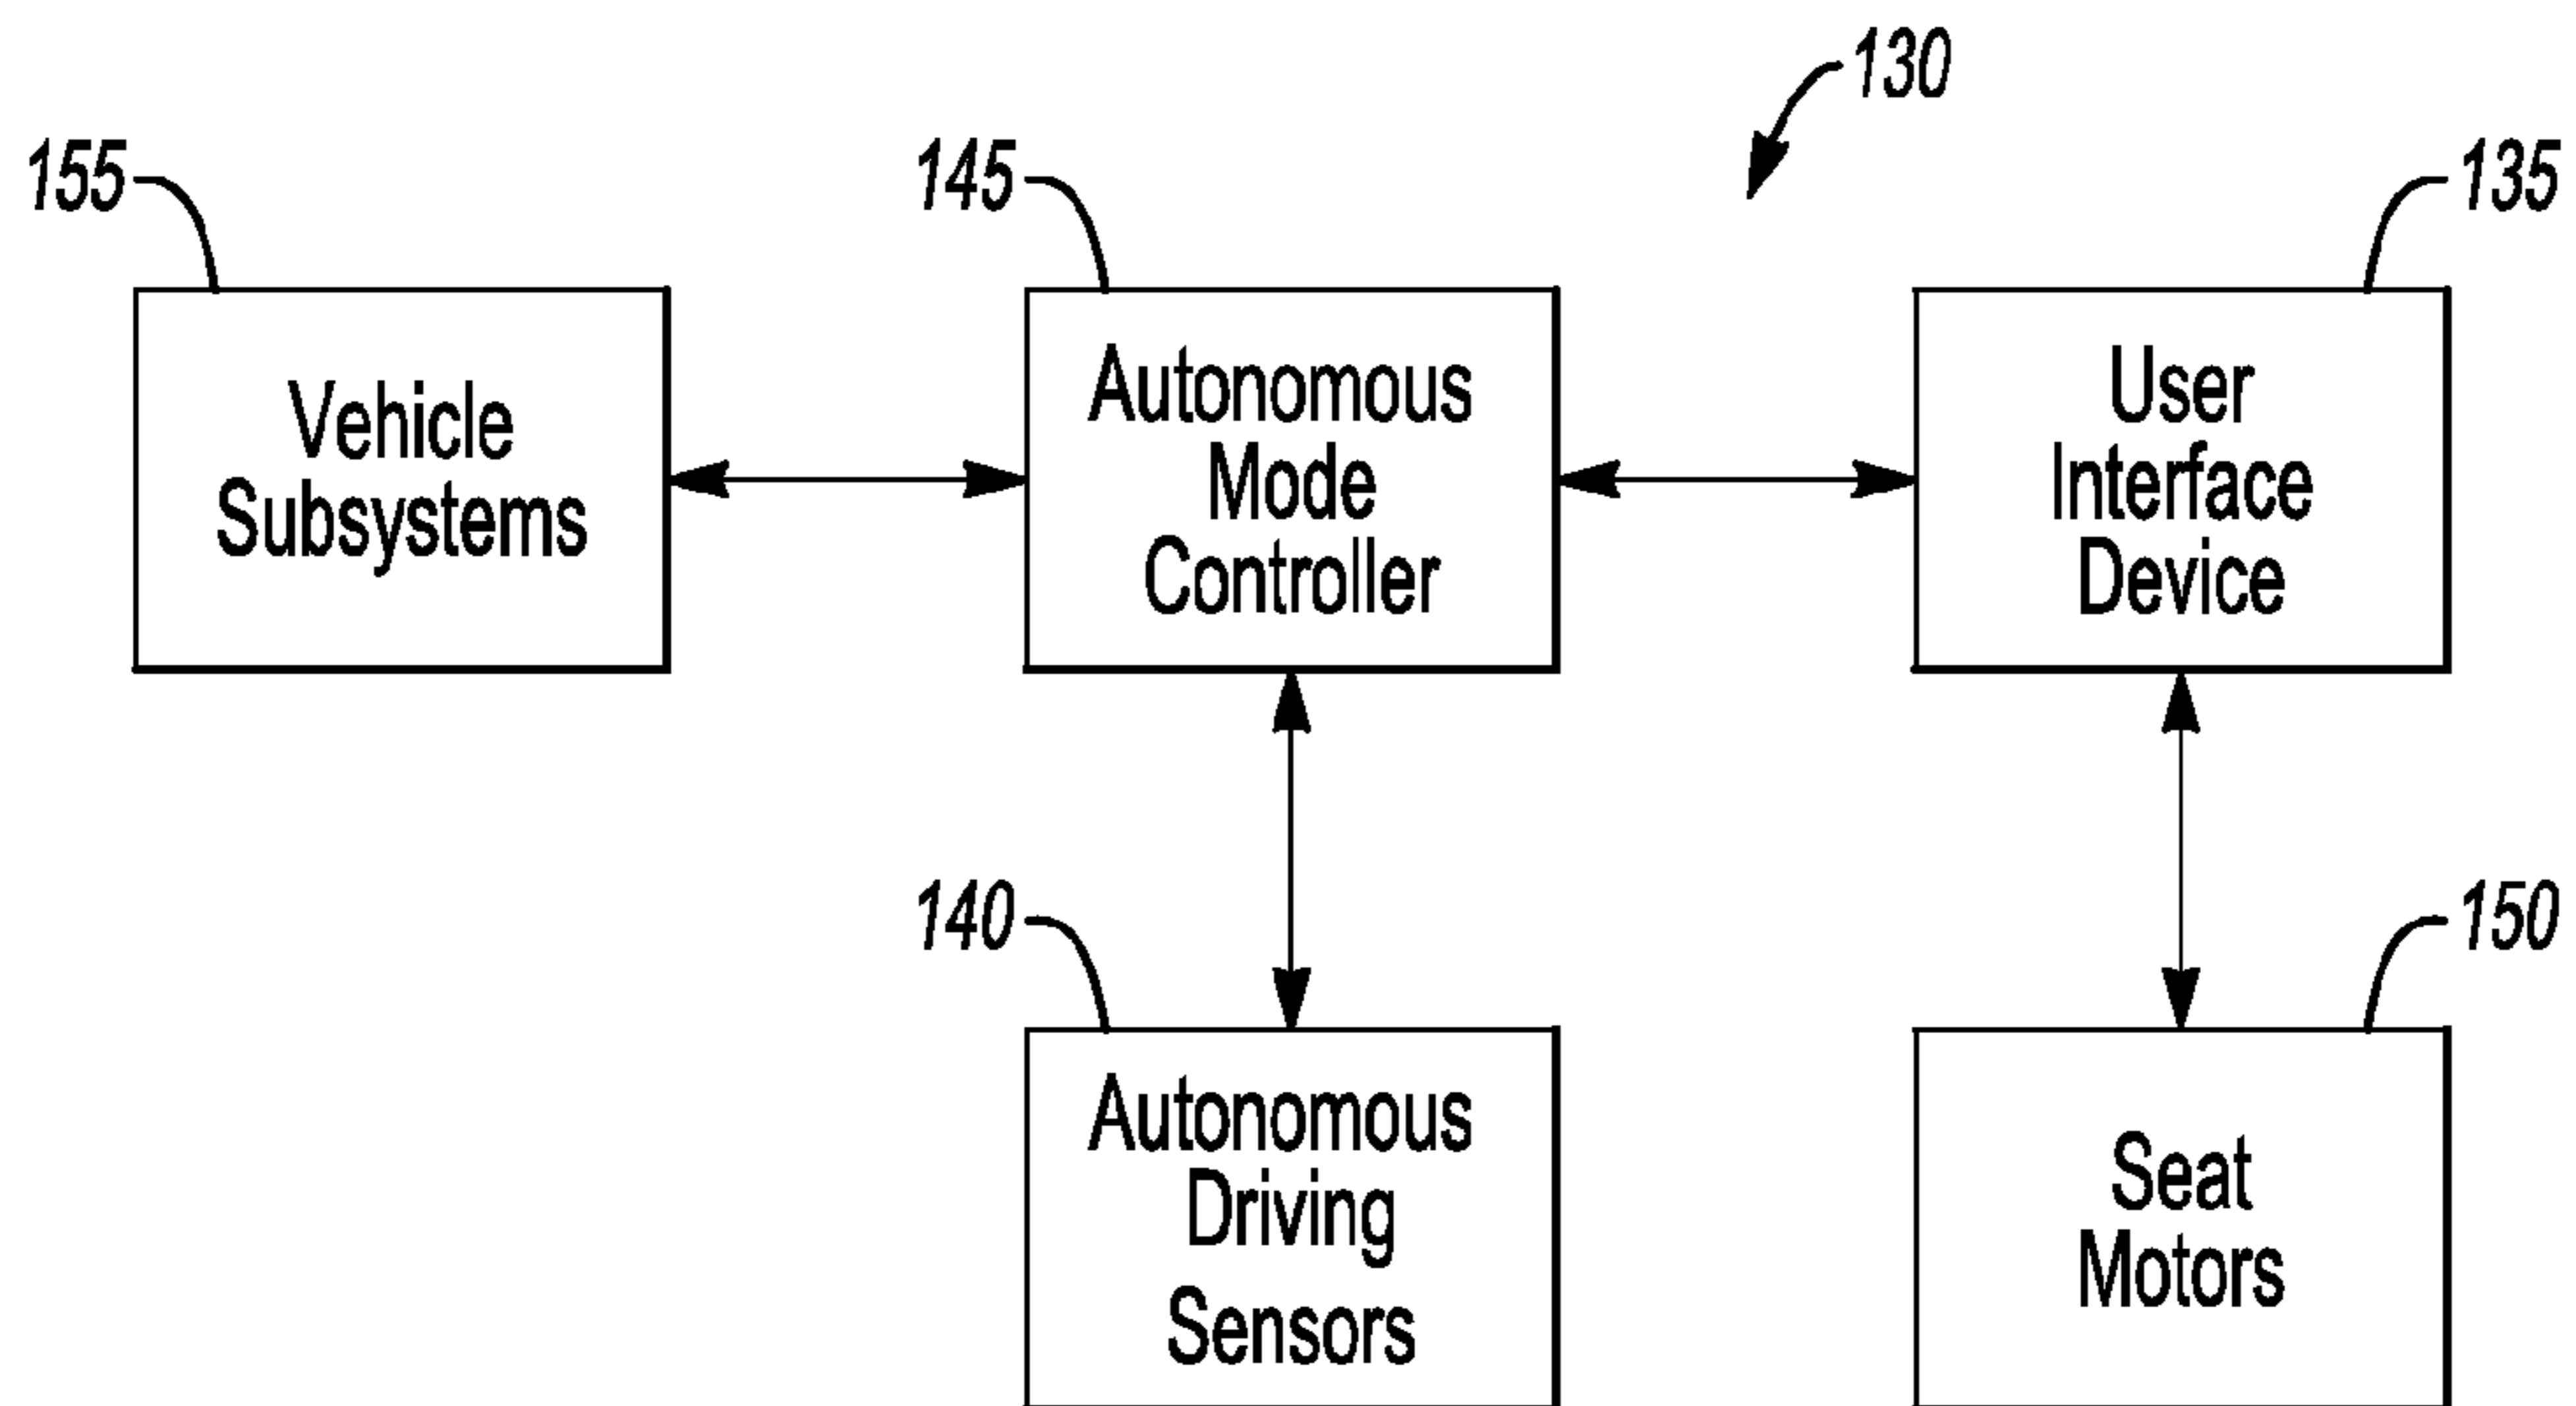 130
155
145
135
Vehicle
Subsystems
Autonomous
Mode
Controller
User
Interface
Device
140
150
Autonomous
Driving
Sensors
Seat
Motors